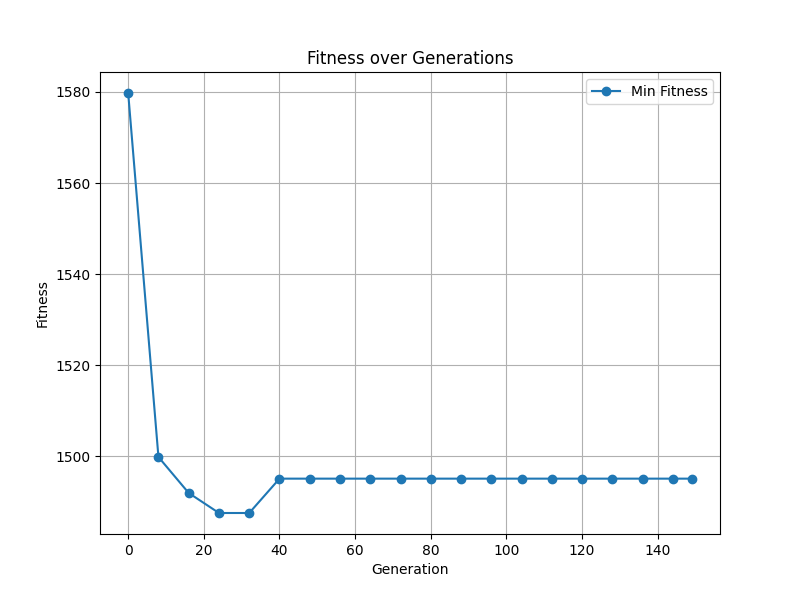 Fitness over Generations
Min Fitness
1580
1560
1540
1520
1500
Fitness
0 20 40 60 80 100 120 140
Generation